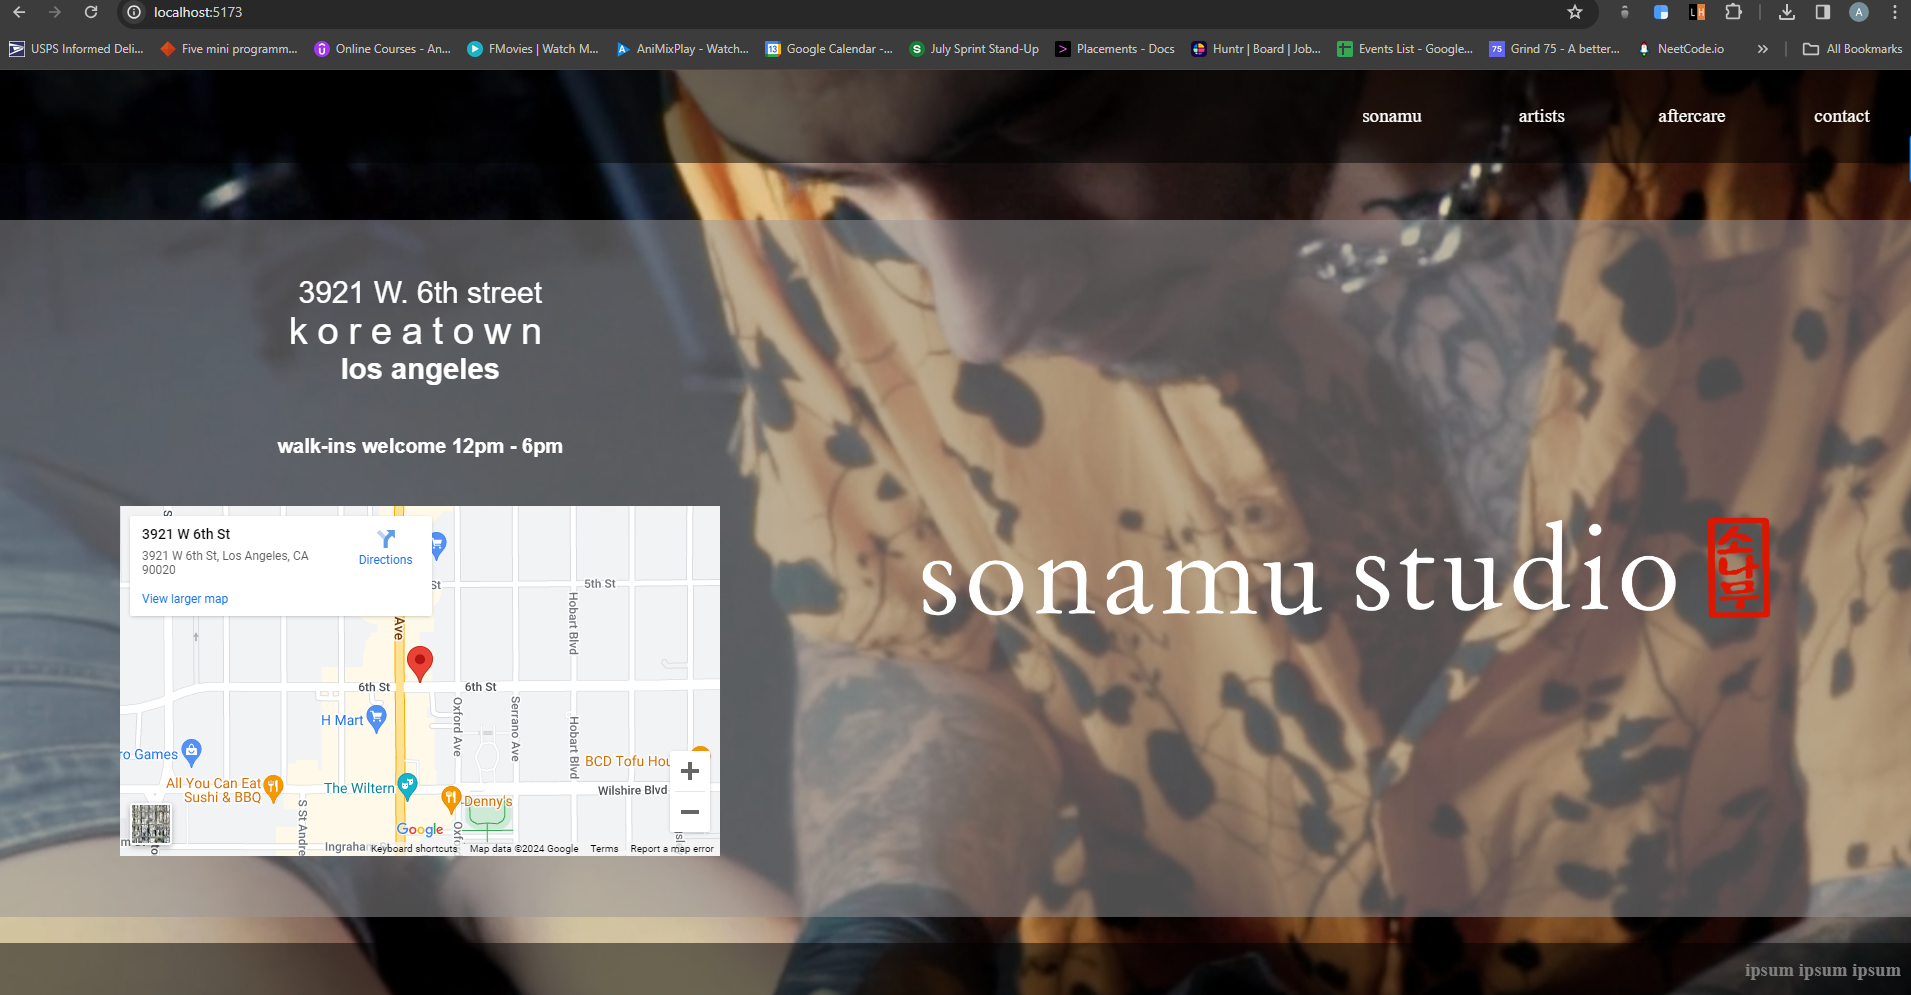 localhost:5173
USPS Informed Deli...
Five mini programm...
Online Courses - An...
FMovies | Watch M...
AniMixPlay - Watch...
Google Calendar -...
July Sprint Stand-Up
Placements - Docs
Huntr | Board | Job...
Events List - Google...
Grind 75 - A better...
NeetCode.io
All Bookmarks
sonamu
artists
aftercare
contact
3921 W. 6th street
koreatown
los angeles
walk-ins welcome 12pm - 6pm
3921 W 6th St
3921 W 6th St, Los Angeles, CA
90020
Directions
View larger map
5th St
Ave
Hobart Blvd
6th St
6th St
H Mart
Oxford Ave
Serrano Ave
Hobart Blvd
ro Games
BCD Tofu Hou
All You Can Eat
Sushi & BBQ
The Wiltern
Wilshire Blvd
Denny's
S St Andre
Oxfo
Google
Ingraham
Keyboard shortcuts
Map data ©2024 Google
Terms
Report a map error
sonamu studio
소나무
ipsum ipsum ipsum